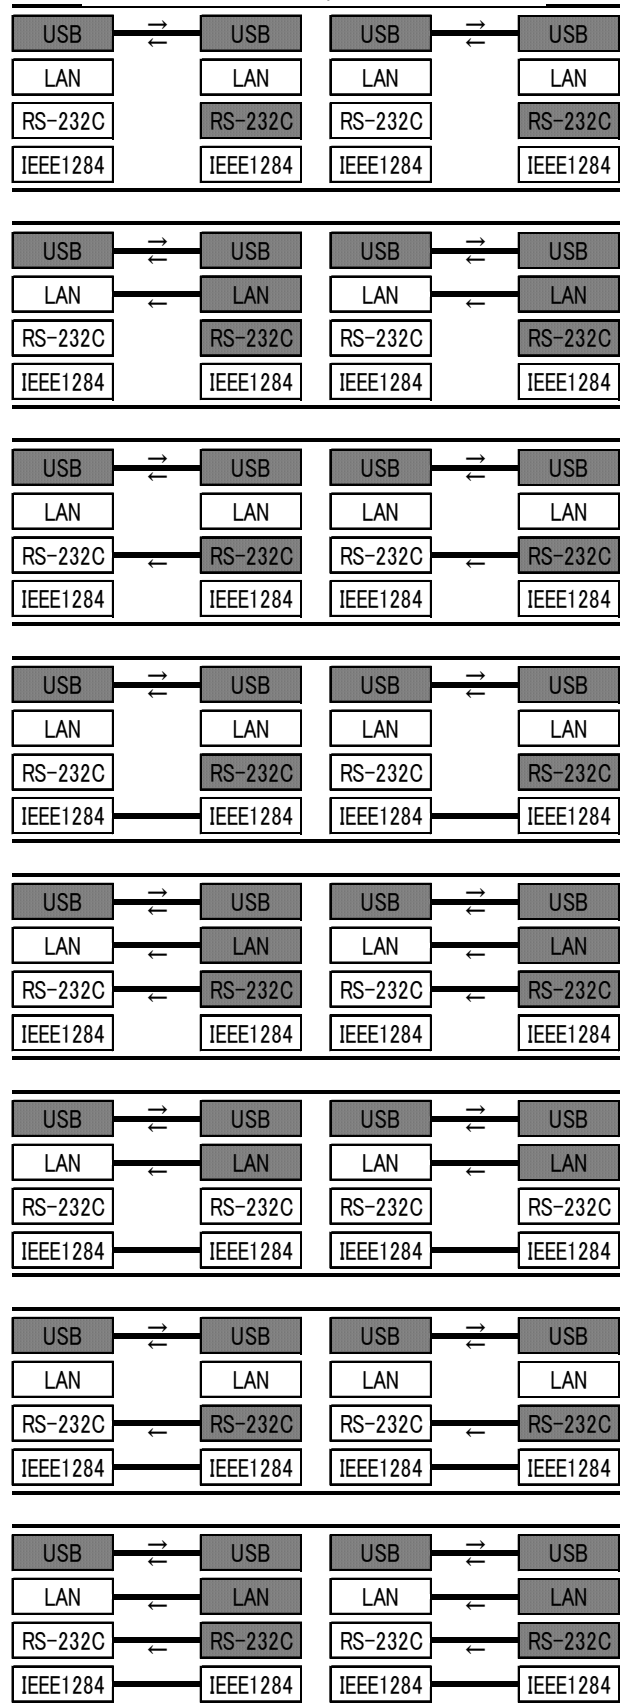 USB → ← USB USB → ← USB
LAN LAN LAN LAN
RS-232C RS-232C RS-232C RS-232C
IEEE1284 IEEE1284 IEEE1284 IEEE1284
USB → ← USB USB → ← USB
LAN ← LAN LAN ← LAN
RS-232C RS-232C RS-232C RS-232C
IEEE1284 IEEE1284 IEEE1284 IEEE1284
USB → ← USB USB → ← USB
LAN LAN LAN LAN
RS-232C ← RS-232C RS-232C ← RS-232C
IEEE1284 IEEE1284 IEEE1284 IEEE1284
USB → ← USB USB → ← USB
LAN LAN LAN LAN
RS-232C RS-232C RS-232C RS-232C
IEEE1284 IEEE1284 IEEE1284 IEEE1284
USB → ← USB USB → ← USB
LAN ← LAN LAN ← LAN
RS-232C ← RS-232C RS-232C ← RS-232C
IEEE1284 IEEE1284 IEEE1284 IEEE1284
USB → ← USB USB → ← USB
LAN ← LAN LAN ← LAN
RS-232C RS-232C RS-232C RS-232C
IEEE1284 IEEE1284 IEEE1284 IEEE1284
USB → ← USB USB → ← USB
LAN LAN LAN LAN
RS-232C ← RS-232C RS-232C ← RS-232C
IEEE1284 IEEE1284 IEEE1284 IEEE1284
USB → ← USB USB → ← USB
LAN ← LAN LAN ← LAN
RS-232C ← RS-232C RS-232C ← RS-232C
IEEE1284 IEEE1284 IEEE1284 IEEE1284